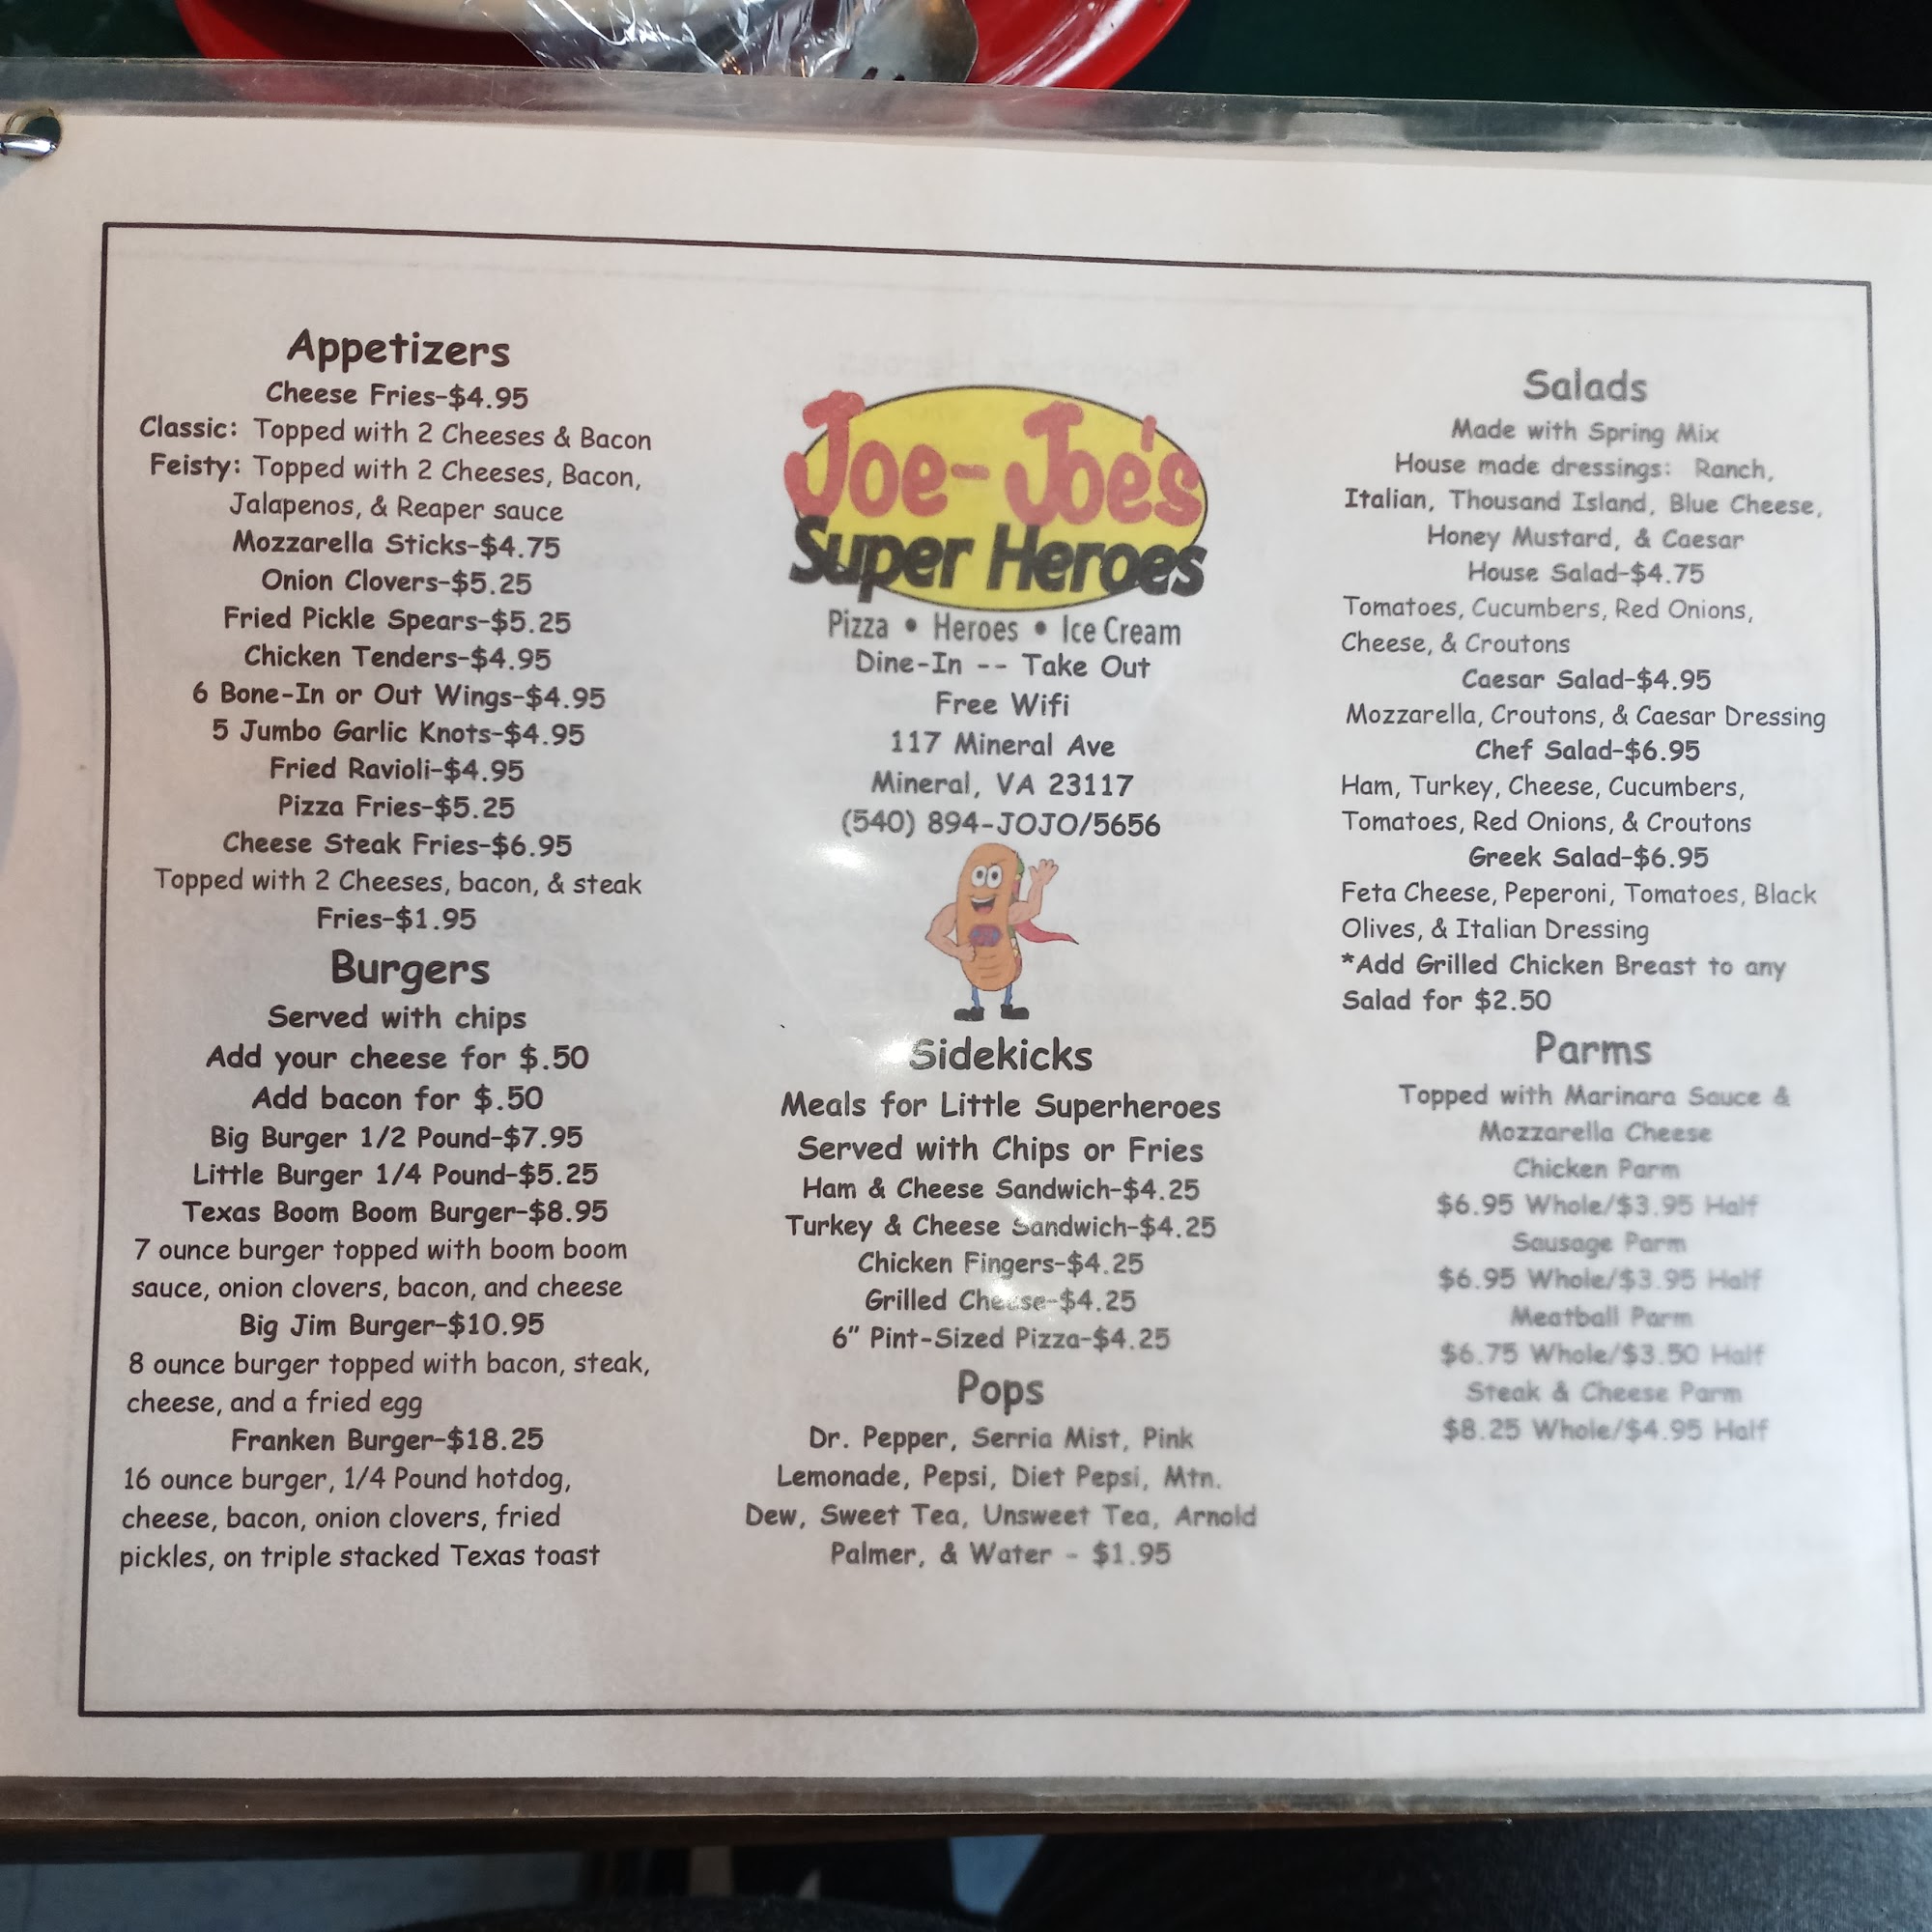 Appetizers
Cheese Fries-$4.95
Classic: Topped with 2 Cheeses & Bacon
Feisty: Topped with 2 Cheeses, Bacon,
Jalapenos, & Reaper sauce
Mozzarella Sticks-$4.75
Onion Clovers-$5.25
Fried Pickle Spears-$5.25
Chicken Tenders-$4.95
6 Bone-In or Out Wings-$4.95
5 Jumbo Garlic Knots-$4.95
Fried Ravioli-$4.95
Pizza Fries-$5.25
Cheese Steak Fries-$6.95
Topped with 2 Cheeses, bacon, & steak
Fries-$1.95
Burgers
Served with chips
Add your cheese for $.50
Add bacon for $.50
Big Burger 1/2 Pound-$7.95
Little Burger 1/4 Pound-$5.25
Texas Boom Boom Burger-$8.95
7 ounce burger topped with boom boom
sauce, onion clovers, bacon, and cheese
Big Jim Burger-$10.95
8 ounce burger topped with bacon, steak,
cheese, and a fried egg
Franken Burger-$18.25
16 ounce burger, 1/4 Pound hotdog,
cheese, bacon, onion clovers, fried
pickles, on triple stacked Texas toast
Joe-Joe's
Super Heroes
Pizza • Heroes • Ice Cream
Dine-In -- Take Out
Free Wifi
117 Mineral Ave
Mineral, VA 23117
(540) 894-JOJO/5656
Sidekicks
Meals for Little Superheroes
Served with Chips or Fries
Ham & Cheese Sandwich-$4.25
Turkey & Cheese Sandwich-$4.25
Chicken Fingers-$4.25
Grilled Cheese-$4.25
6” Pint-Sized Pizza-$4.25
Pops
Dr. Pepper, Serria Mist, Pink
Lemonade, Pepsi, Diet Pepsi, Mtn.
Dew, Sweet Tea, Unsweet Tea, Arnold
Palmer, & Water - $1.95
Salads
Made with Spring Mix
House made dressings: Ranch,
Italian, Thousand Island, Blue Cheese,
Honey Mustard, & Caesar
House Salad-$4.75
Tomatoes, Cucumbers, Red Onions,
Cheese, & Croutons
Caesar Salad-$4.95
Mozzarella, Croutons, & Caesar Dressing
Chef Salad-$6.95
Ham, Turkey, Cheese, Cucumbers,
Tomatoes, Red Onions, & Croutons
Greek Salad-$6.95
Feta Cheese, Peperoni, Tomatoes, Black
Olives, & Italian Dressing
*Add Grilled Chicken Breast to any
Salad for $2.50
Parms
Topped with Marinara Sauce &
Mozzarella Cheese
Chicken Parm
$6.95 Whole/$3.95 Half
Sausage Parm
$6.95 Whole/$3.95 Half
Meatball Parm
$6.75 Whole/$3.50 Half
Steak & Cheese Parm
$8.25 Whole/$4.95 Half